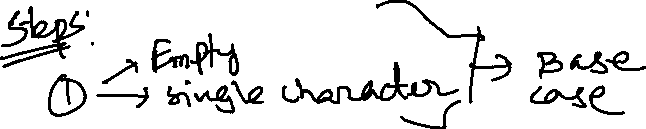 Steps:
① → Empty
→ single character → Base case